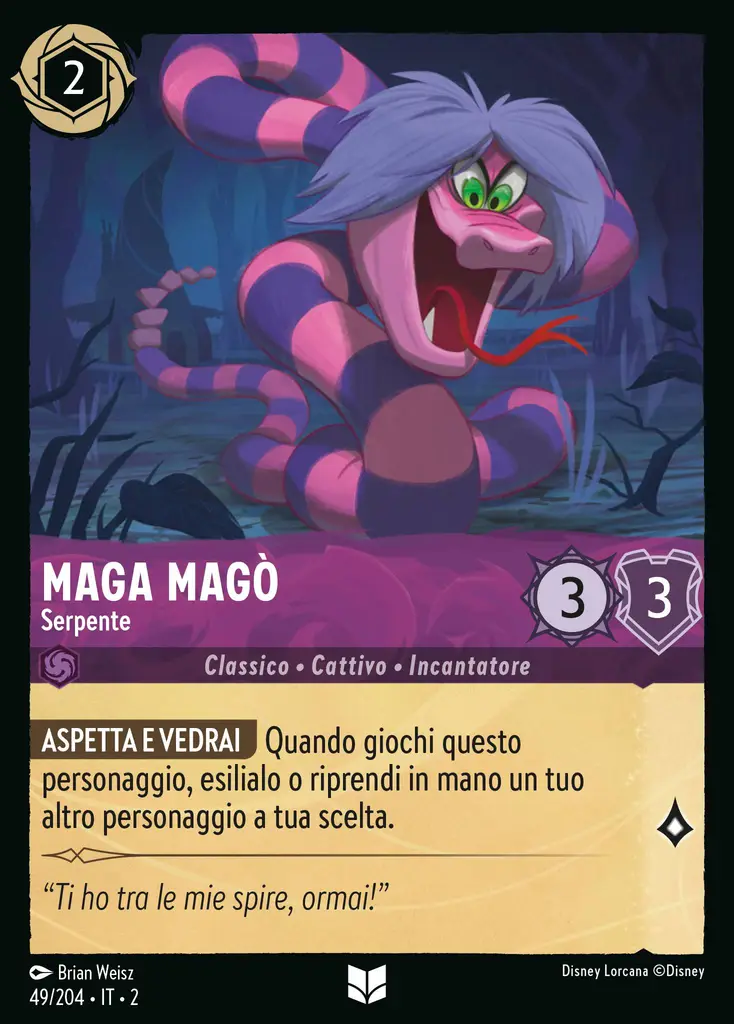 2
MAGA MAGÒ
Serpente
3
3
Classico • Cattivo • Incantatore
ASPETTA E VEDRAI Quando giochi questo
personaggio, esilialo o riprendi in mano un tuo
altro personaggio a tua scelta.
“Ti ho tra le mie spire, ormai!”
Brian Weisz
Disney Lorcana ©Disney
49/204 • IT • 2